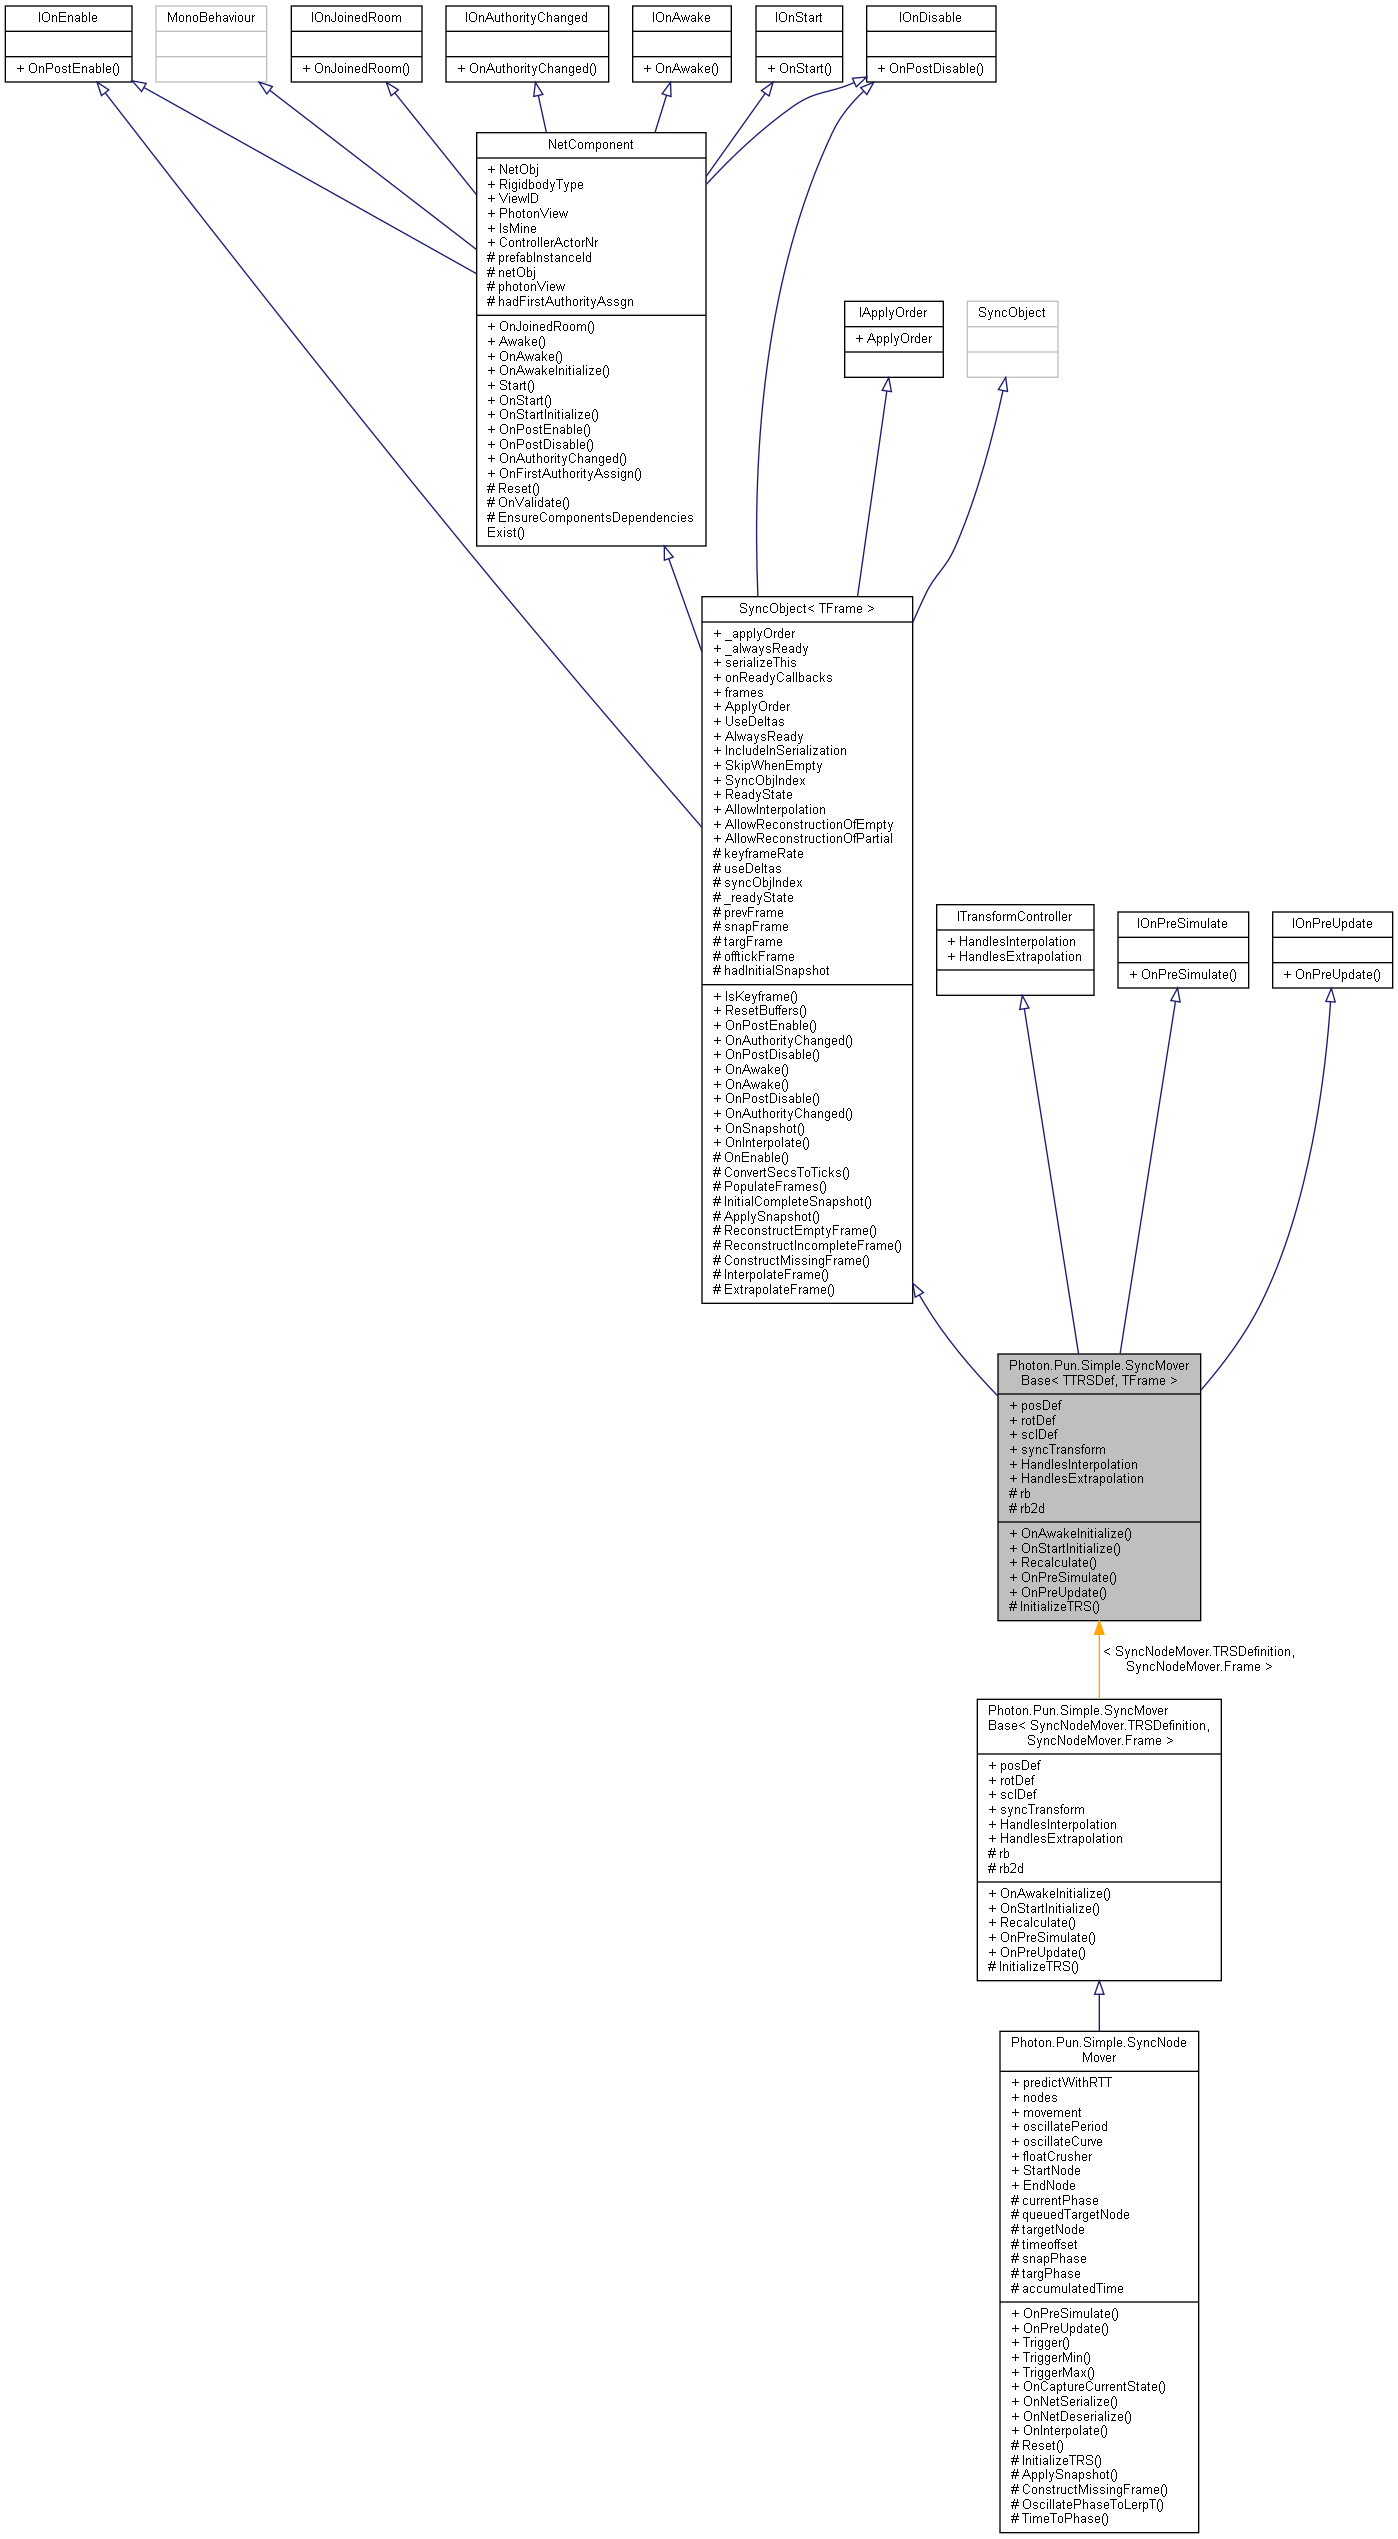 IOnEnable
+ OnPostEnable()
MonoBehaviour
IOnJoinedRoom
+ OnJoinedRoom()
IOnAuthorityChanged
+ OnAuthorityChanged()
IOnAwake
+ OnAwake()
IOnStart
+ OnStart()
IOnDisable
+ OnPostDisable()
NetComponent
+ NetObj
+ RigidbodyType
+ ViewID
+ PhotonView
+ IsMine
+ ControllerActorNr
# prefabInstanceId
# netObj
# photonView
# hadFirstAuthorityAssgn
+ OnJoinedRoom()
+ Awake()
+ OnAwake()
+ OnAwakeInitialize()
+ Start()
+ OnStart()
+ OnStartInitialize()
+ OnPostEnable()
+ OnPostDisable()
+ OnAuthorityChanged()
+ OnFirstAuthorityAssign()
# Reset()
# OnValidate()
# EnsureComponentsDependencies
Exist()
IApplyOrder
+ ApplyOrder
SyncObject
SyncObject< TFrame >
+ _applyOrder
+ _alwaysReady
+ serializeThis
+ onReadyCallbacks
+ frames
+ ApplyOrder
+ UseDeltas
+ AlwaysReady
+ IncludeInSerialization
+ SkipWhenEmpty
+ SyncObjIndex
+ ReadyState
+ AllowInterpolation
+ AllowReconstructionOfEmpty
+ AllowReconstructionOfPartial
# keyframeRate
# useDeltas
# syncObjIndex
# _readyState
# prevFrame
# snapFrame
# targFrame
# offtickFrame
# hadInitialSnapshot
+ IsKeyframe()
+ ResetBuffers()
+ OnPostEnable()
+ OnAuthorityChanged()
+ OnPostDisable()
+ OnAwake()
+ OnAwake()
+ OnPostDisable()
+ OnAuthorityChanged()
+ OnSnapshot()
+ OnInterpolate()
# OnEnable()
# ConvertSecsToTicks()
# PopulateFrames()
# InitialCompleteSnapshot()
# ApplySnapshot()
# ReconstructEmptyFrame()
# ReconstructIncompleteFrame()
# ConstructMissingFrame()
# InterpolateFrame()
# ExtrapolateFrame()
ITransformController
+ HandlesInterpolation
+ HandlesExtrapolation
IOnPreSimulate
+ OnPreSimulate()
IOnPreUpdate
+ OnPreUpdate()
Photon.Pun.Simple.SyncMover
Base< TTRSDef, TFrame >
+ posDef
+ rotDef
+ sclDef
+ syncTransform
+ HandlesInterpolation
+ HandlesExtrapolation
# rb
# rb2d
+ OnAwakeInitialize()
+ OnStartInitialize()
+ Recalculate()
+ OnPreSimulate()
+ OnPreUpdate()
# InitializeTRS()
< SyncNodeMover.TRSDefinition,
SyncNodeMover.Frame >
Photon.Pun.Simple.SyncMover
Base< SyncNodeMover.TRSDefinition,
SyncNodeMover.Frame >
+ posDef
+ rotDef
+ sclDef
+ syncTransform
+ HandlesInterpolation
+ HandlesExtrapolation
# rb
# rb2d
+ OnAwakeInitialize()
+ OnStartInitialize()
+ Recalculate()
+ OnPreSimulate()
+ OnPreUpdate()
# InitializeTRS()
Photon.Pun.Simple.SyncNode
Mover
+ predictWithRTT
+ nodes
+ movement
+ oscillatePeriod
+ oscillateCurve
+ floatCrusher
+ StartNode
+ EndNode
# currentPhase
# queuedTargetNode
# targetNode
# timeoffset
# snapPhase
# targPhase
# accumulatedTime
+ OnPreSimulate()
+ OnPreUpdate()
+ Trigger()
+ TriggerMin()
+ TriggerMax()
+ OnCaptureCurrentState()
+ OnNetSerialize()
+ OnNetDeserialize()
+ OnInterpolate()
# Reset()
# InitializeTRS()
# ApplySnapshot()
# ConstructMissingFrame()
# OscillatePhaseToLerpT()
# TimeToPhase()